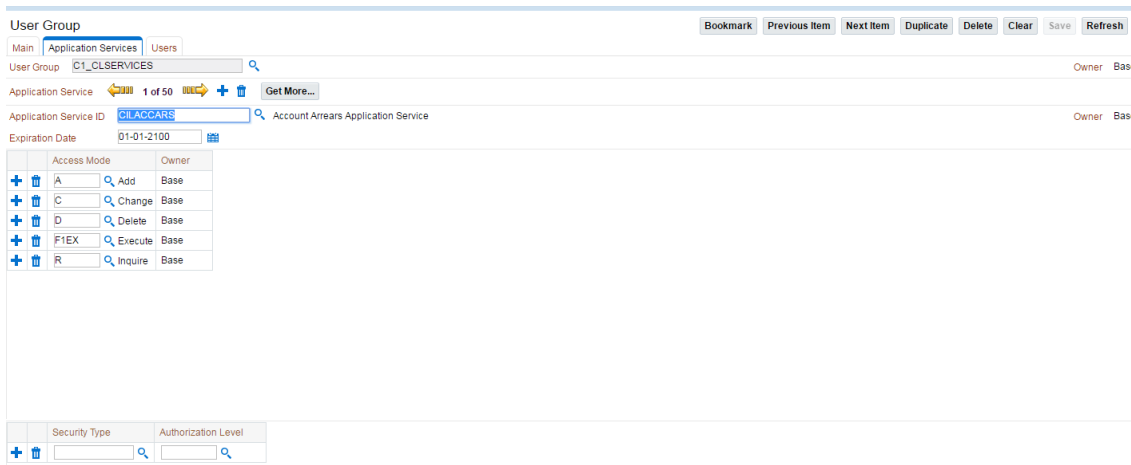 User Group Bookmark Previous Item Next Item Duplicate Delete Clear Save Refresh
Main Application Services Users
User Group C1_CLSERVICES Owner Bas
Application Service 1 of 50 Get More...
Application Service ID CILACCARS Account Arrears Application Service Owner Bas
Expiration Date 01-01-2100
Access Mode Owner
A Add Base
C Change Base
D Delete Base
F1EX Execute Base
R Inquire Base
Security Type Authorization Level